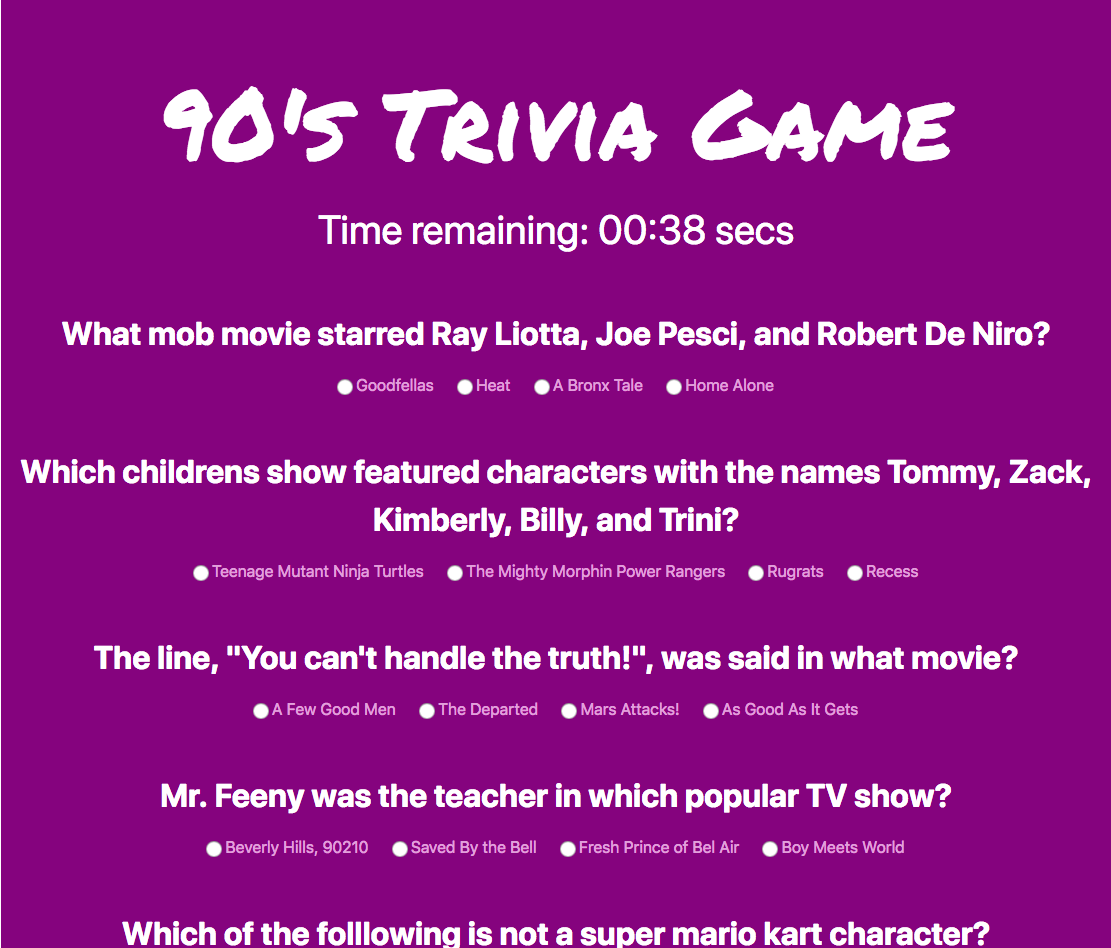 90's Trivia Game
Time remaining: 00:38 secs
What mob movie starred Ray Liotta, Joe Pesci, and Robert De Niro?
Goodfellas Heat A Bronx Tale Home Alone
Which childrens show featured characters with the names Tommy, Zack,
Kimberly, Billy, and Trini?
Teenage Mutant Ninja Turtles The Mighty Morphin Power Rangers Rugrats Recess
The line, "You can't handle the truth!", was said in what movie?
A Few Good Men The Departed Mars Attacks! As Good As It Gets
Mr. Feeny was the teacher in which popular TV show?
Beverly Hills, 90210 Saved By the Bell Fresh Prince of Bel Air Boy Meets World
Which of the folllowing is not a super mario kart character?